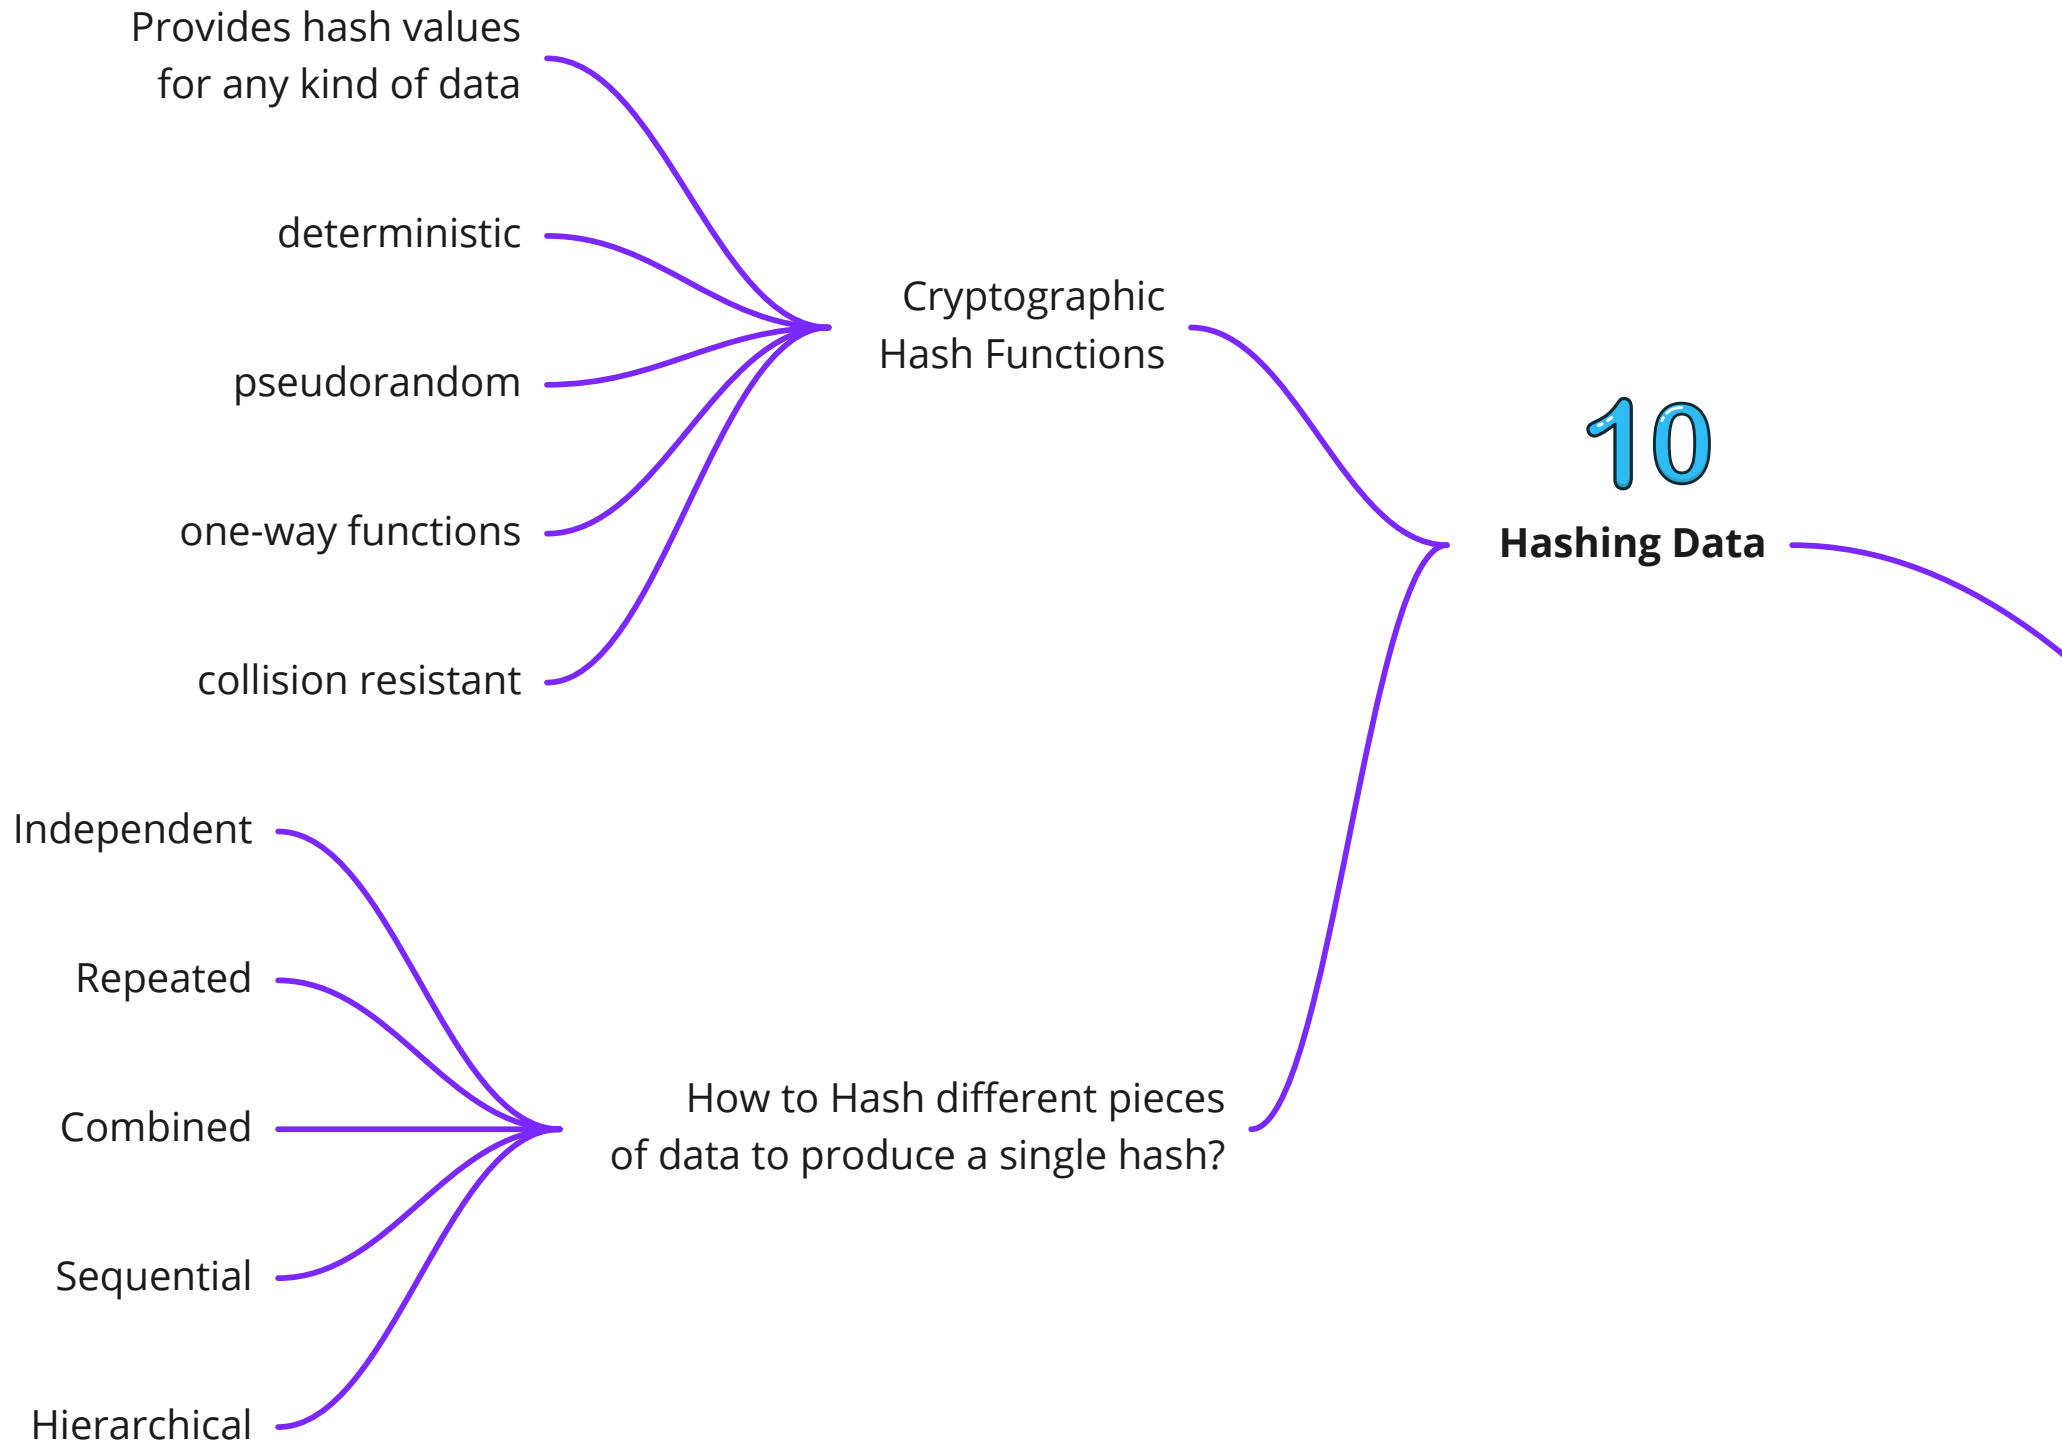 Provides hash values
for any kind of data
deterministic
pseudorandom
one-way functions
collision resistant
Cryptographic
Hash Functions
10
Hashing Data
Independent
Repeated
Combined
Sequential
Hierarchical
How to Hash different pieces
of data to produce a single hash?